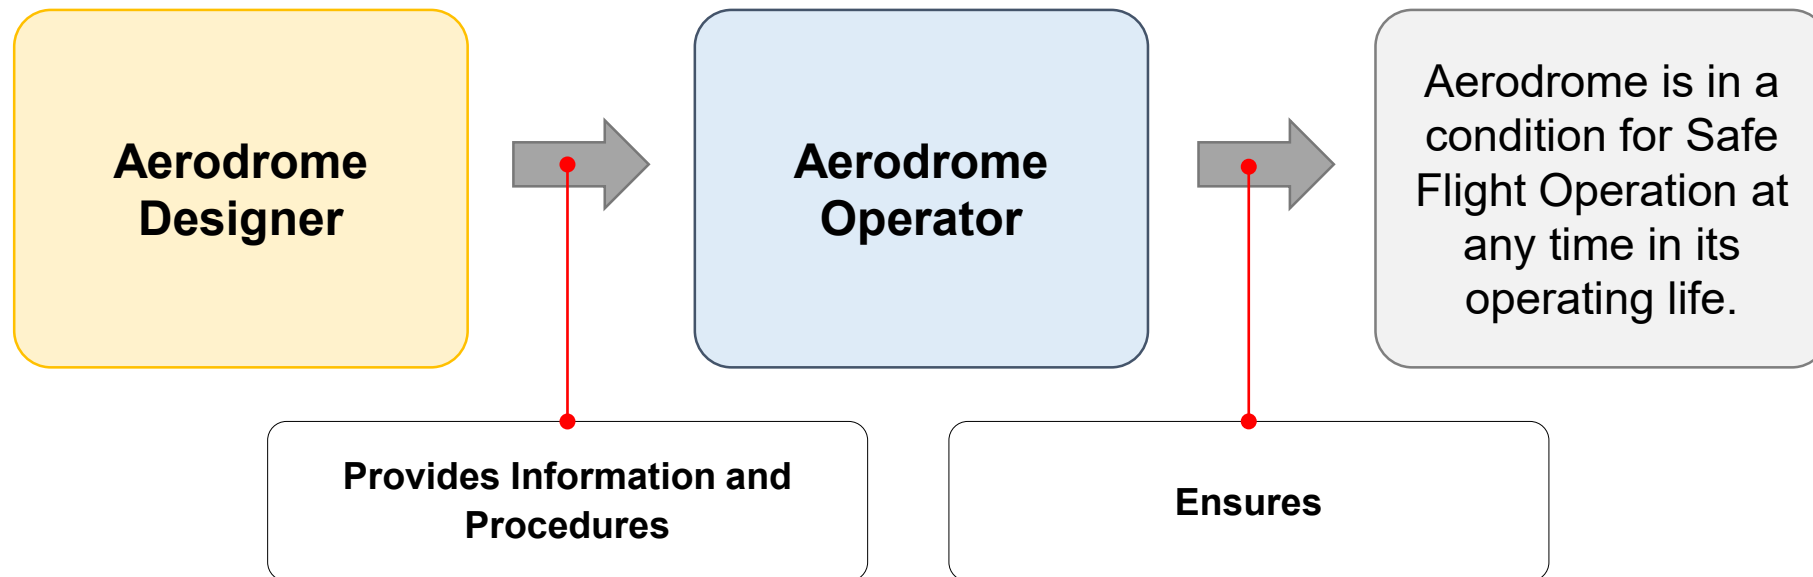 Aerodrome
Designer
Aerodrome
Operator
Aerodrome is in a
condition for Safe
Flight Operation at
any time in its
operating life.
Provides Information and
Procedures
Ensures